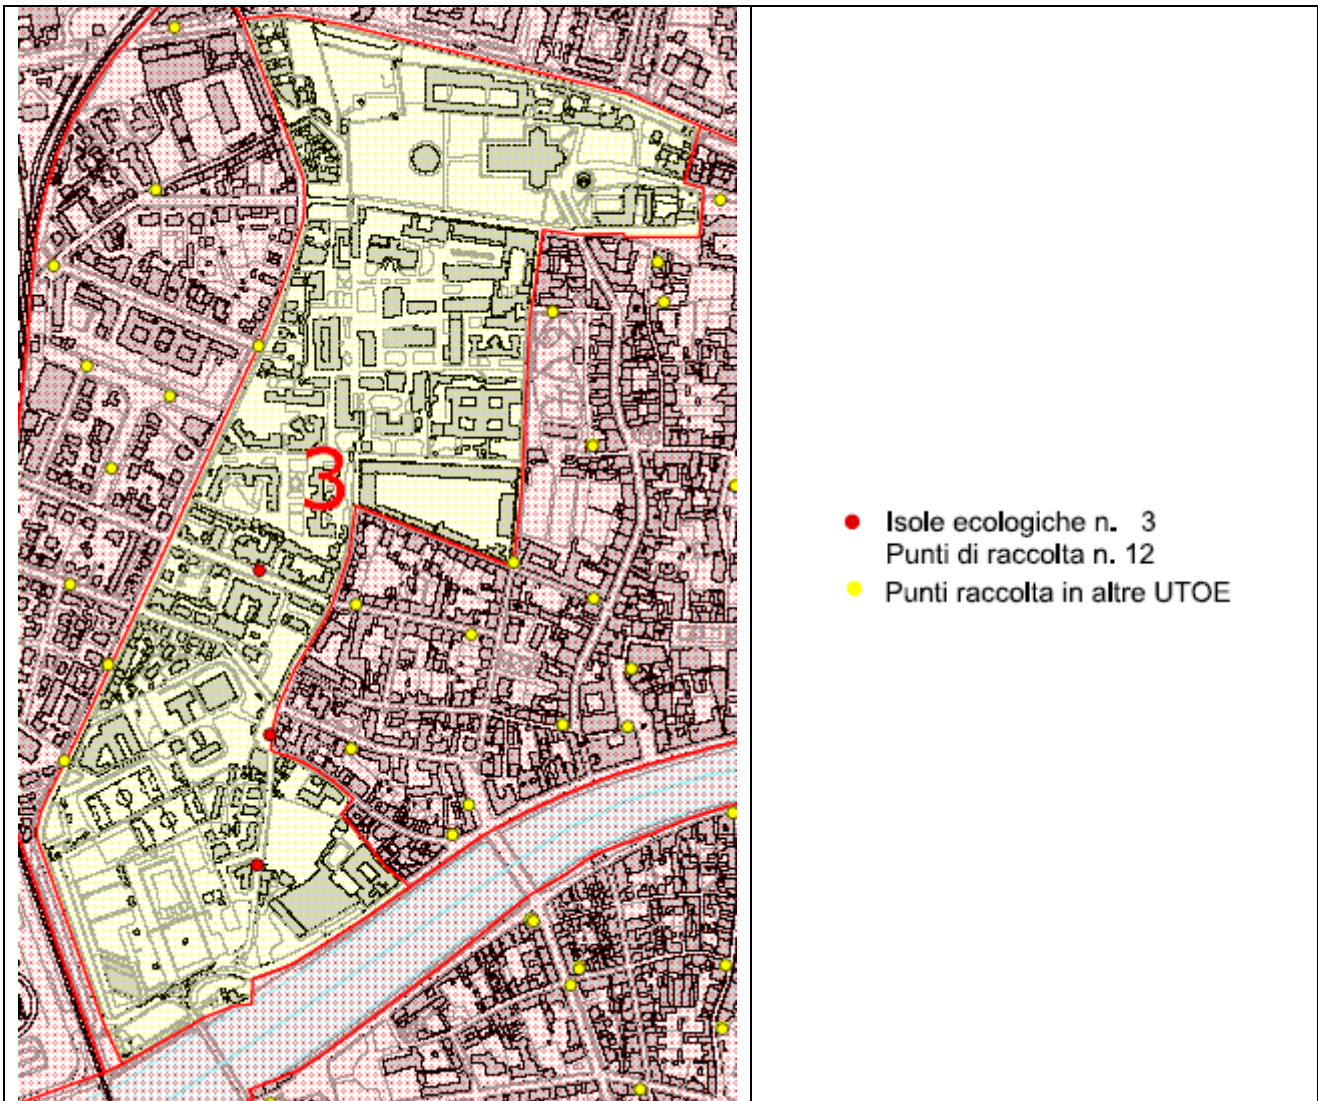 3
Isole ecologiche n. 3
Punti di raccolta n. 12
Punti raccolta in altre UTOE